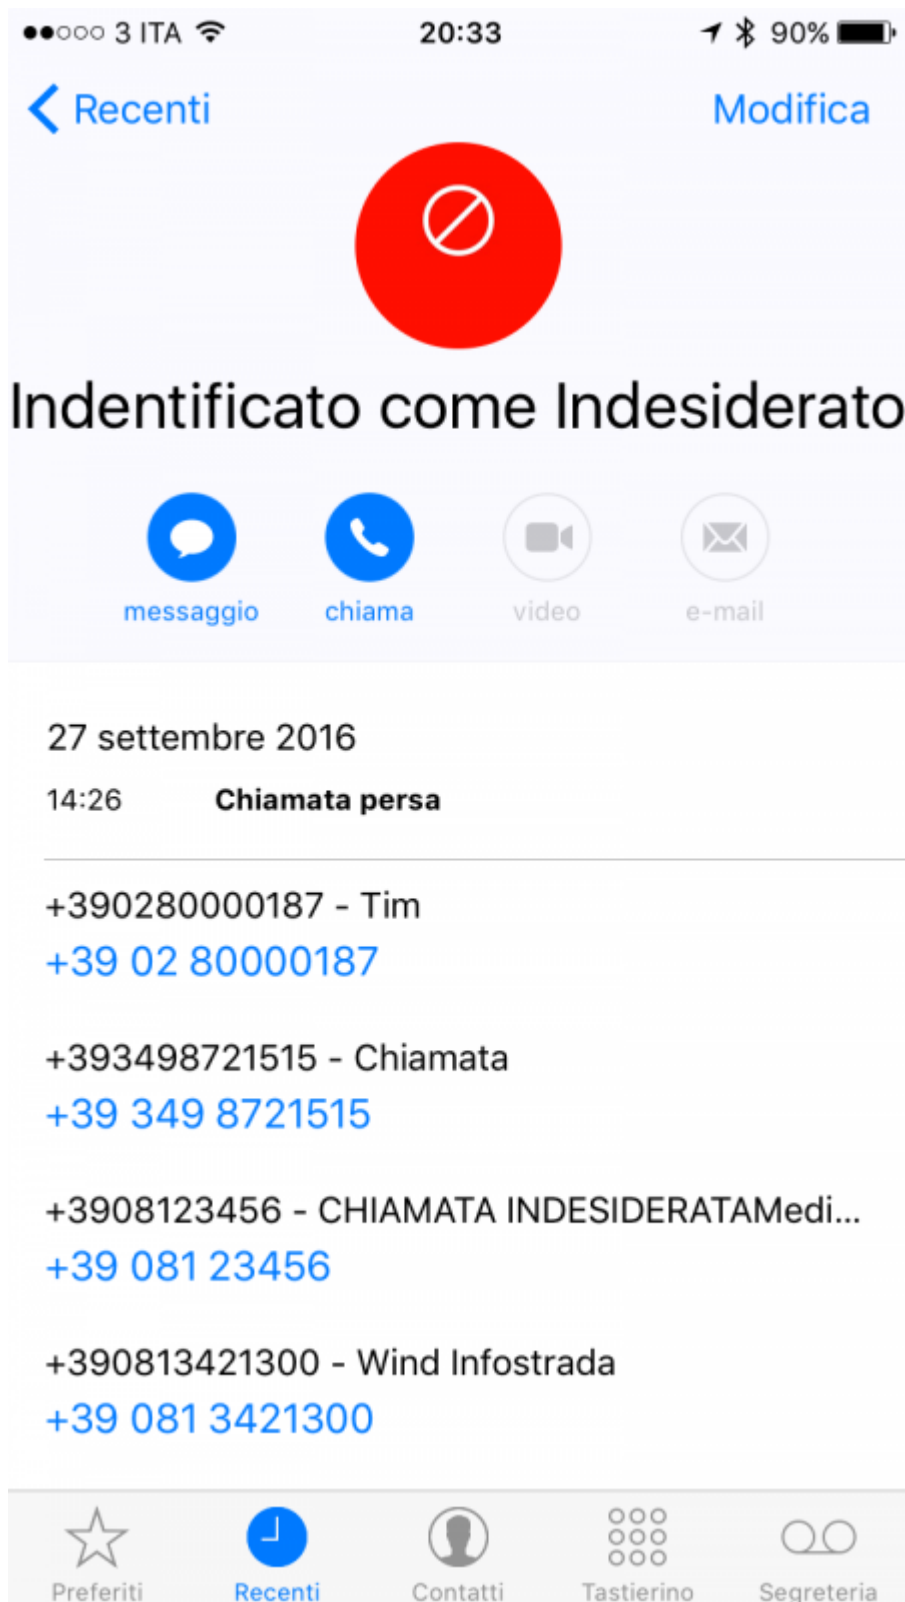 3 ITA 20:33 90%
Recenti Modifica
Indentificato come Indesiderato
messaggio chiama video e-mail
27 settembre 2016
14:26 Chiamata persa
+390280000187 - Tim
+39 02 80000187
+393498721515 - Chiamata
+39 349 8721515
+3908123456 - CHIAMATA INDESIDERATAMedi...
+39 081 23456
+390813421300 - Wind Infostrada
+39 081 3421300
Preferiti Recenti Contatti Tastierino Segreteria